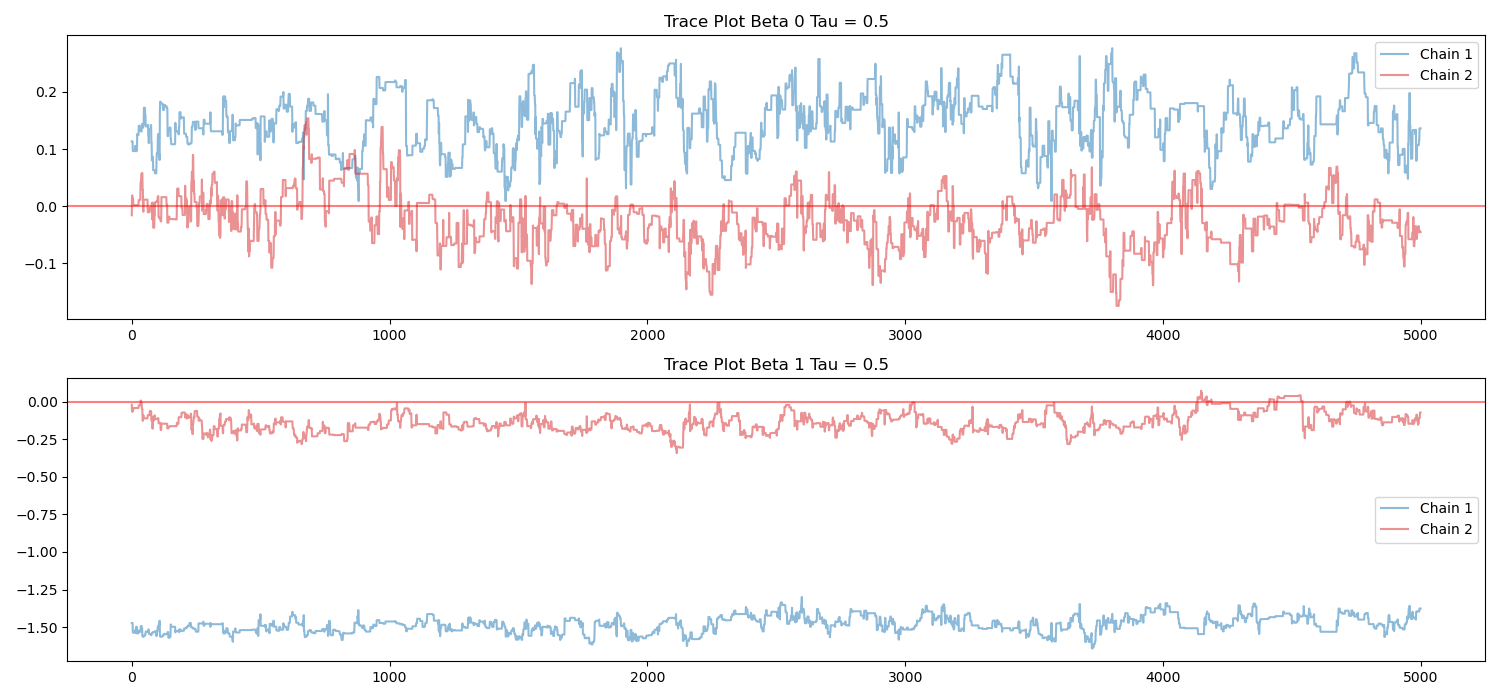 Trace Plot Beta 0 Tau = 0.5
Chain 1
Chain 2
0.2
0.1
0.0
−0.1
0 1000 2000 3000 4000 5000
Trace Plot Beta 1 Tau = 0.5
0.00
−0.25
−0.50
−0.75
Chain 1
Chain 2
−1.00
−1.25
−1.50
0 1000 2000 3000 4000 5000